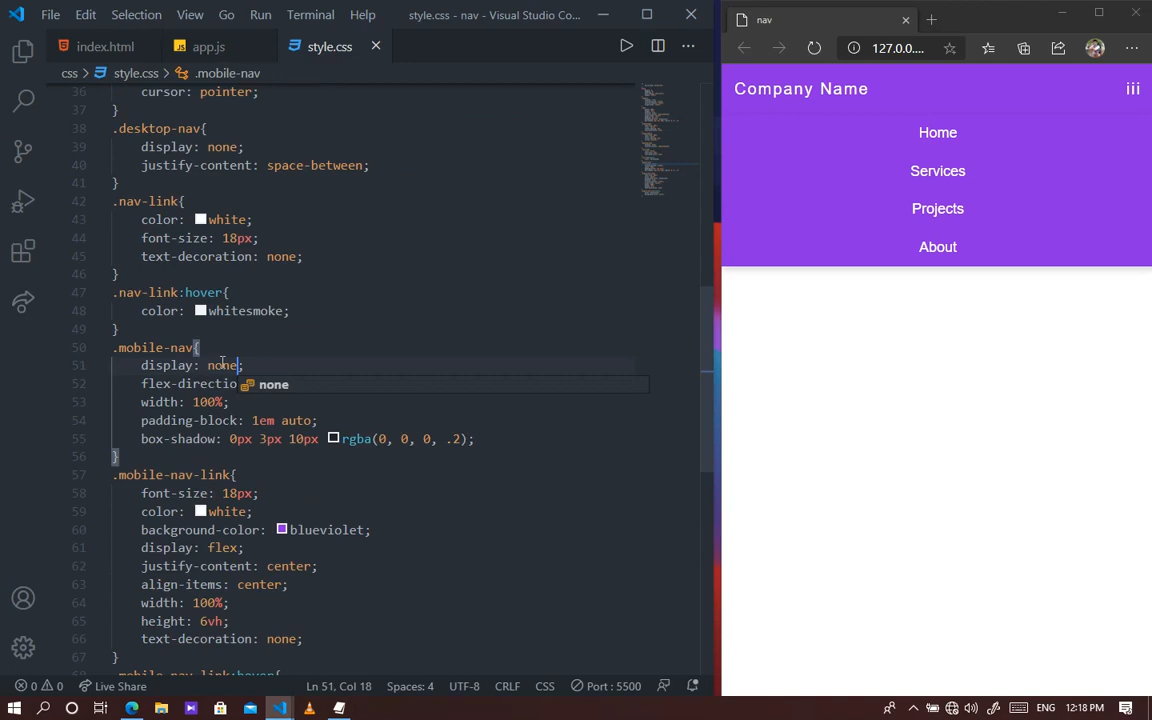 File Edit Selection View Go Run Terminal Help style.css - nav - Visual Studio Co...
index.html app.js style.css
css > style.css > .mobile-nav
36 cursor: pointer;
37 }
38 .desktop-nav{
39 display: none;
40 justify-content: space-between;
41 }
42 .nav-link{
43 color: white;
44 font-size: 18px;
45 text-decoration: none;
46 }
47 .nav-link:hover{
48 color: whitesmoke;
49 }
50 .mobile-nav{
51 display: none;
52 flex-directio none
53 width: 100%;
54 padding-block: 1em auto;
55 box-shadow: 0px 3px 10px rgba(0, 0, 0, .2);
56 }
57 .mobile-nav-link{
58 font-size: 18px;
59 color: white;
60 background-color: blueviolet;
61 display: flex;
62 justify-content: center;
63 align-items: center;
64 width: 100%;
65 height: 6vh;
66 text-decoration: none;
67 }
68 .mobile-nav-link:hover{
0 0 Live Share Ln 51, Col 18 Spaces: 4 UTF-8 CRLF CSS Port : 5500
nav
127.0.0....
Company Name iii
Home
Services
Projects
About
ENG 12:18 PM